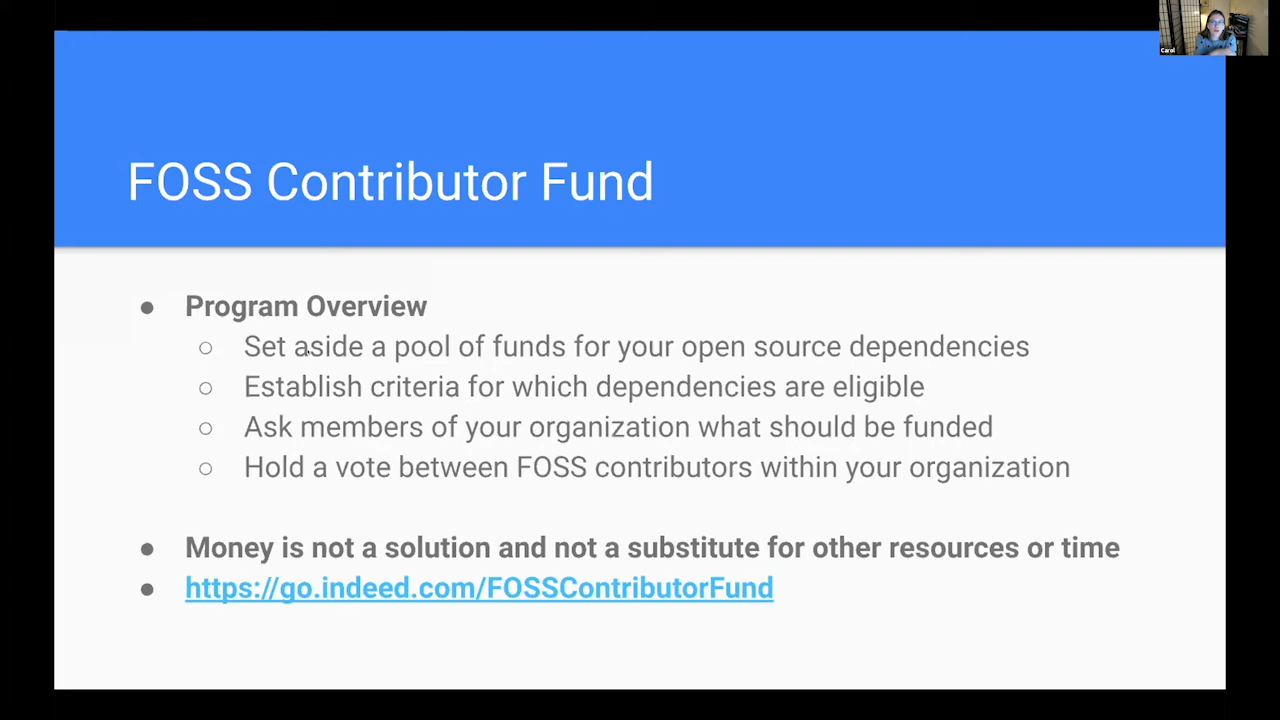 Carol
FOSS Contributor Fund
● Program Overview
○ Set aside a pool of funds for your open source dependencies
○ Establish criteria for which dependencies are eligible
○ Ask members of your organization what should be funded
○ Hold a vote between FOSS contributors within your organization
● Money is not a solution and not a substitute for other resources or time
● https://go.indeed.com/FOSSContributorFund